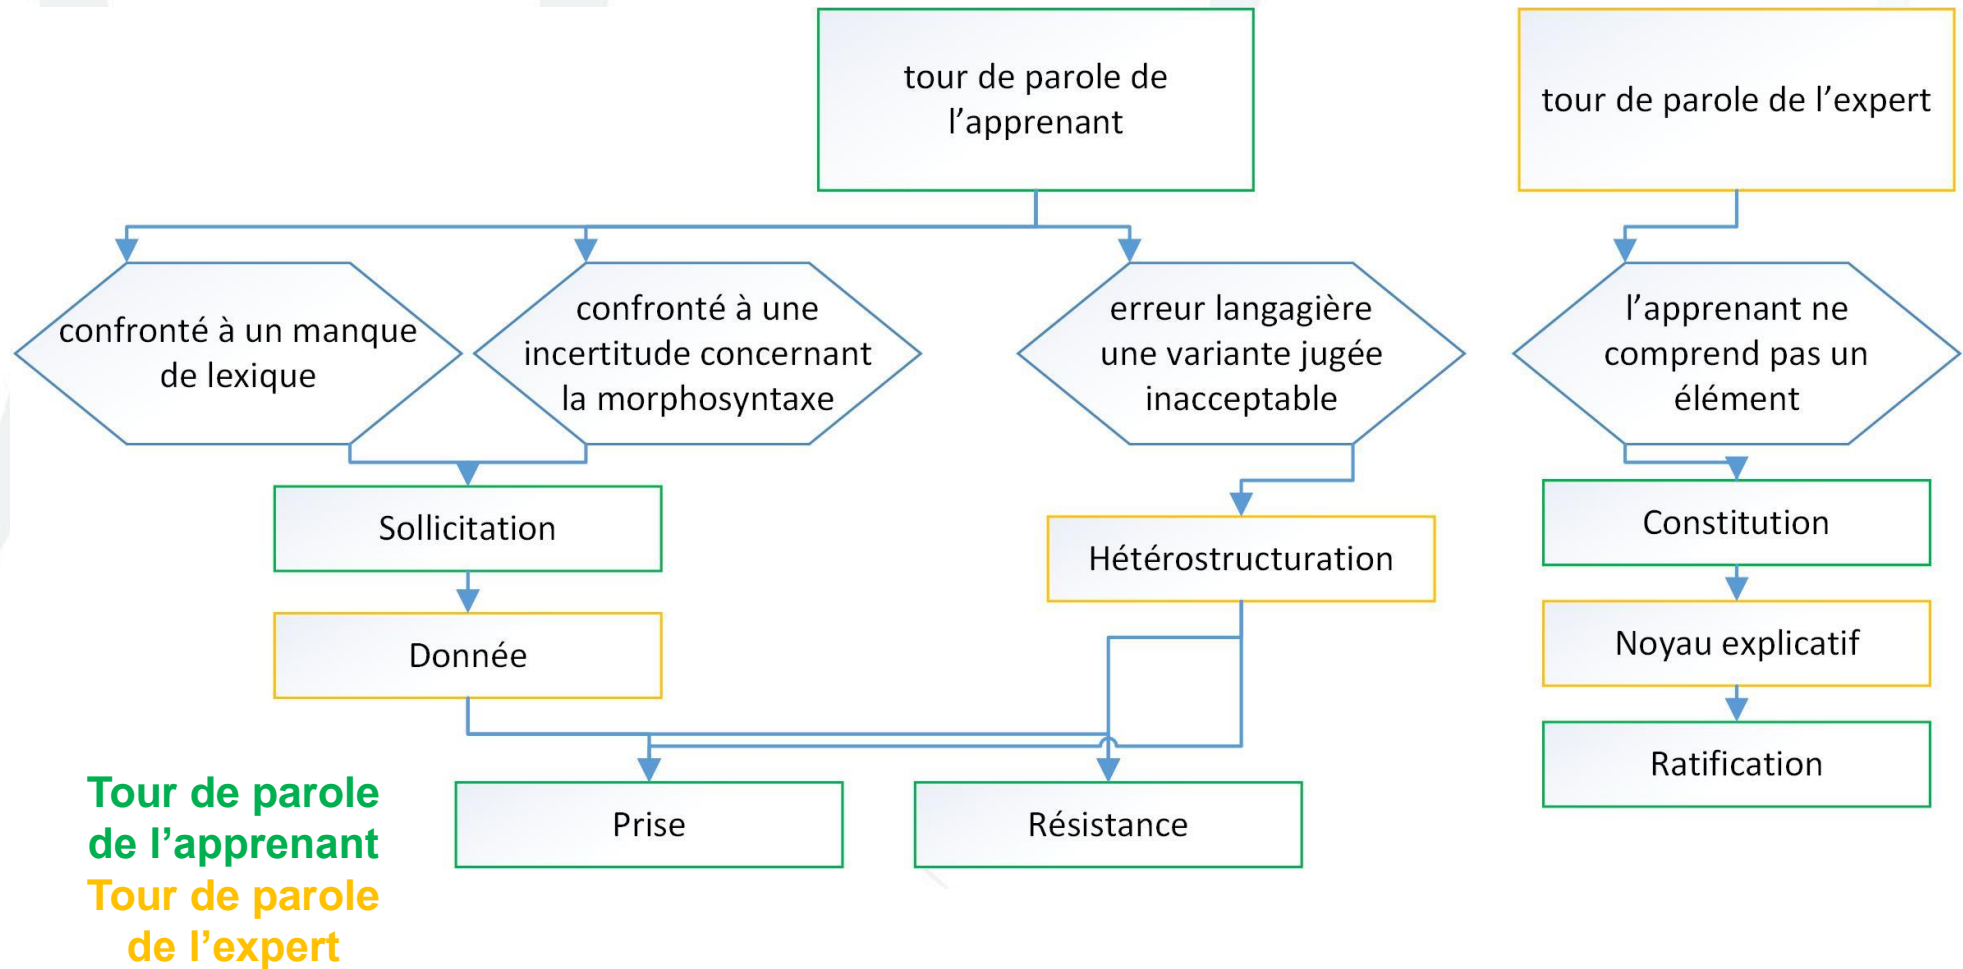 tour de parole de
l’apprenant
tour de parole de l’expert
confronté à un manque
de lexique
confronté à une
incertitude concernant
la morphosyntaxe
erreur langagière
une variante jugée
inacceptable
l’apprenant ne
comprend pas un
élément
Sollicitation
Hétérostructuration
Constitution
Donnée
Noyau explicatif
Ratification
Prise
Résistance
Tour de parole
de l’apprenant
Tour de parole
de l’expert